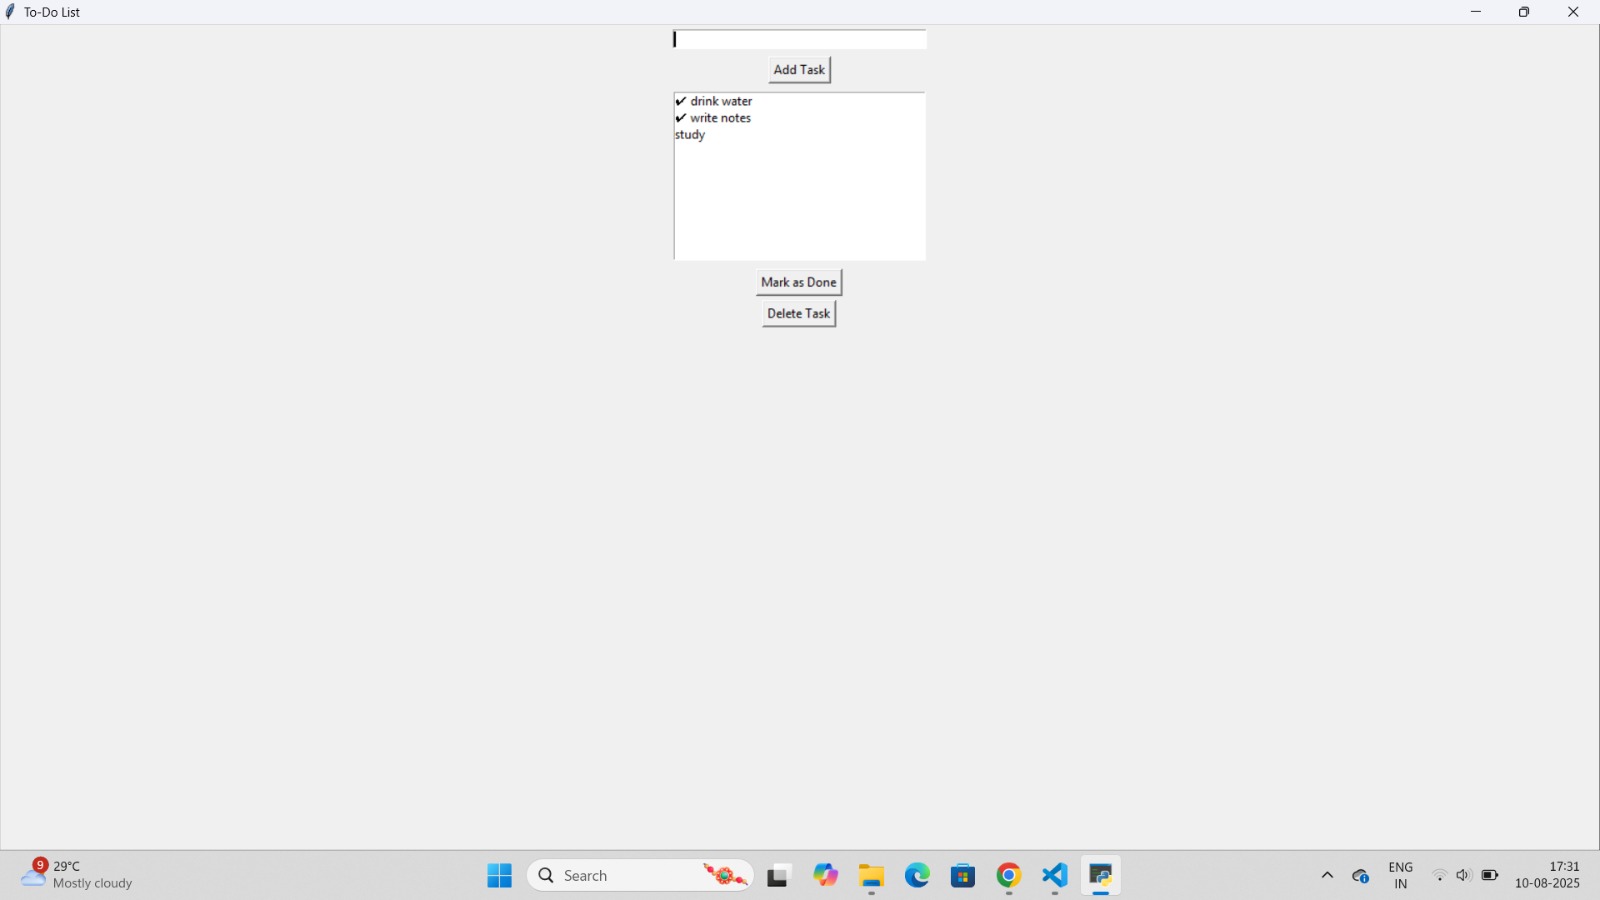 To-Do List
Add Task
✔ drink water
✔ write notes
study
Mark as Done
Delete Task
9
29°C
Mostly cloudy
Search
ENG
IN
17:31
10-08-2025